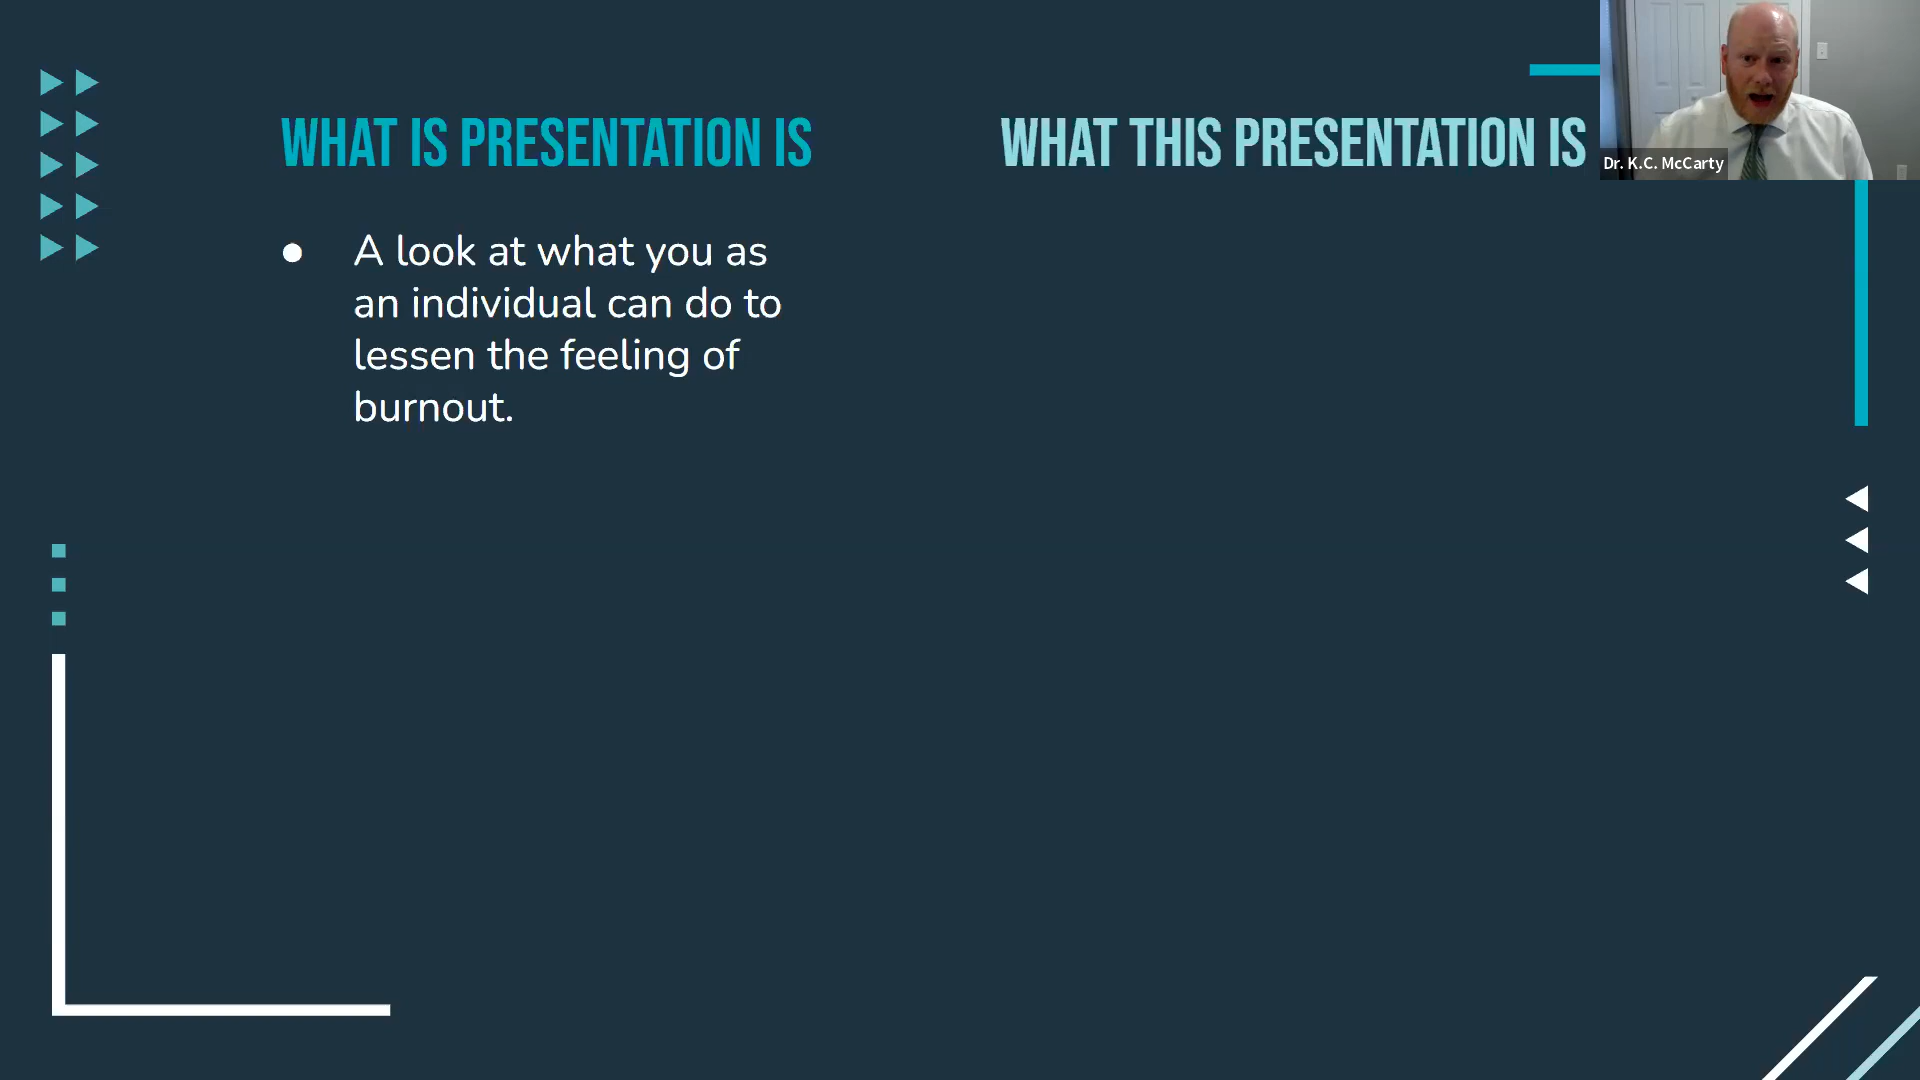 WHAT IS PRESENTATION IS
A look at what you as
an individual can do to
lessen the feeling of
burnout.
WHAT THIS PRESENTATION IS
Dr. K.C. McCarty